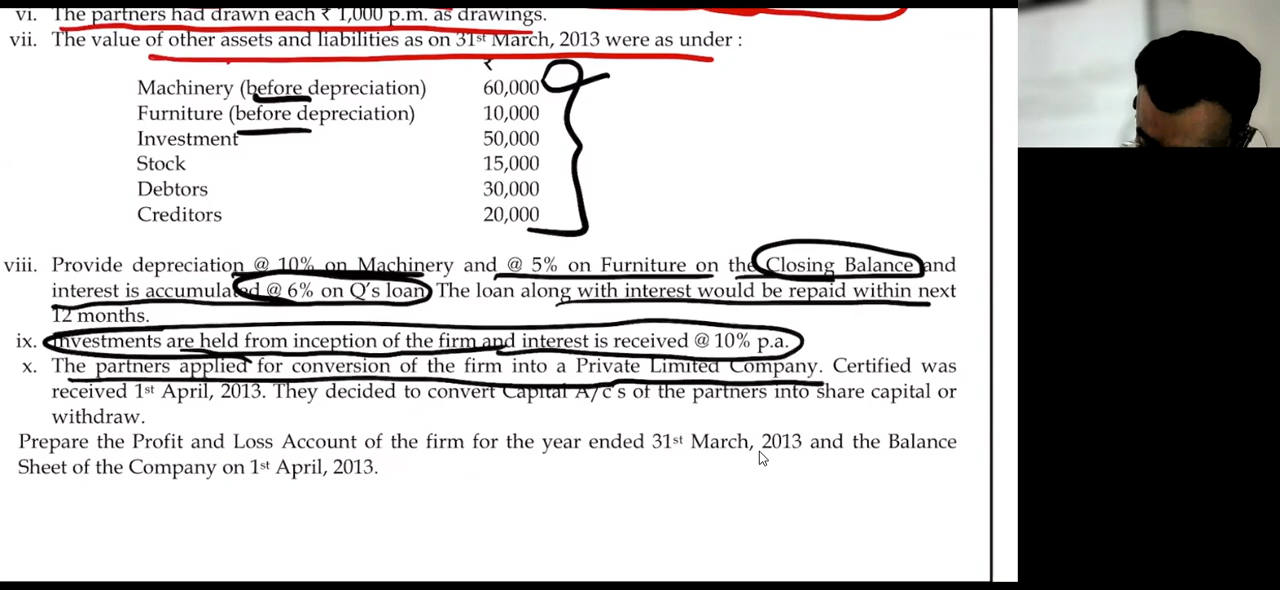 vi. The partners had drawn each ₹ 1,000 p.m. as drawings.
vii. The value of other assets and liabilities as on 31st March, 2013 were as under :
₹
Machinery (before depreciation) 60,000
Furniture (before depreciation) 10,000
Investment 50,000
Stock 15,000
Debtors 30,000
Creditors 20,000
viii. Provide depreciation @ 10% on Machinery and @ 5% on Furniture on the Closing Balance and
interest is accumulated @ 6% on Q's loan. The loan along with interest would be repaid within next
12 months.
ix. Investments are held from inception of the firm and interest is received @ 10% p.a.
x. The partners applied for conversion of the firm into a Private Limited Company. Certified was
received 1st April, 2013. They decided to convert Capital A/c's of the partners into share capital or
withdraw.
Prepare the Profit and Loss Account of the firm for the year ended 31st March, 2013 and the Balance
Sheet of the Company on 1st April, 2013.